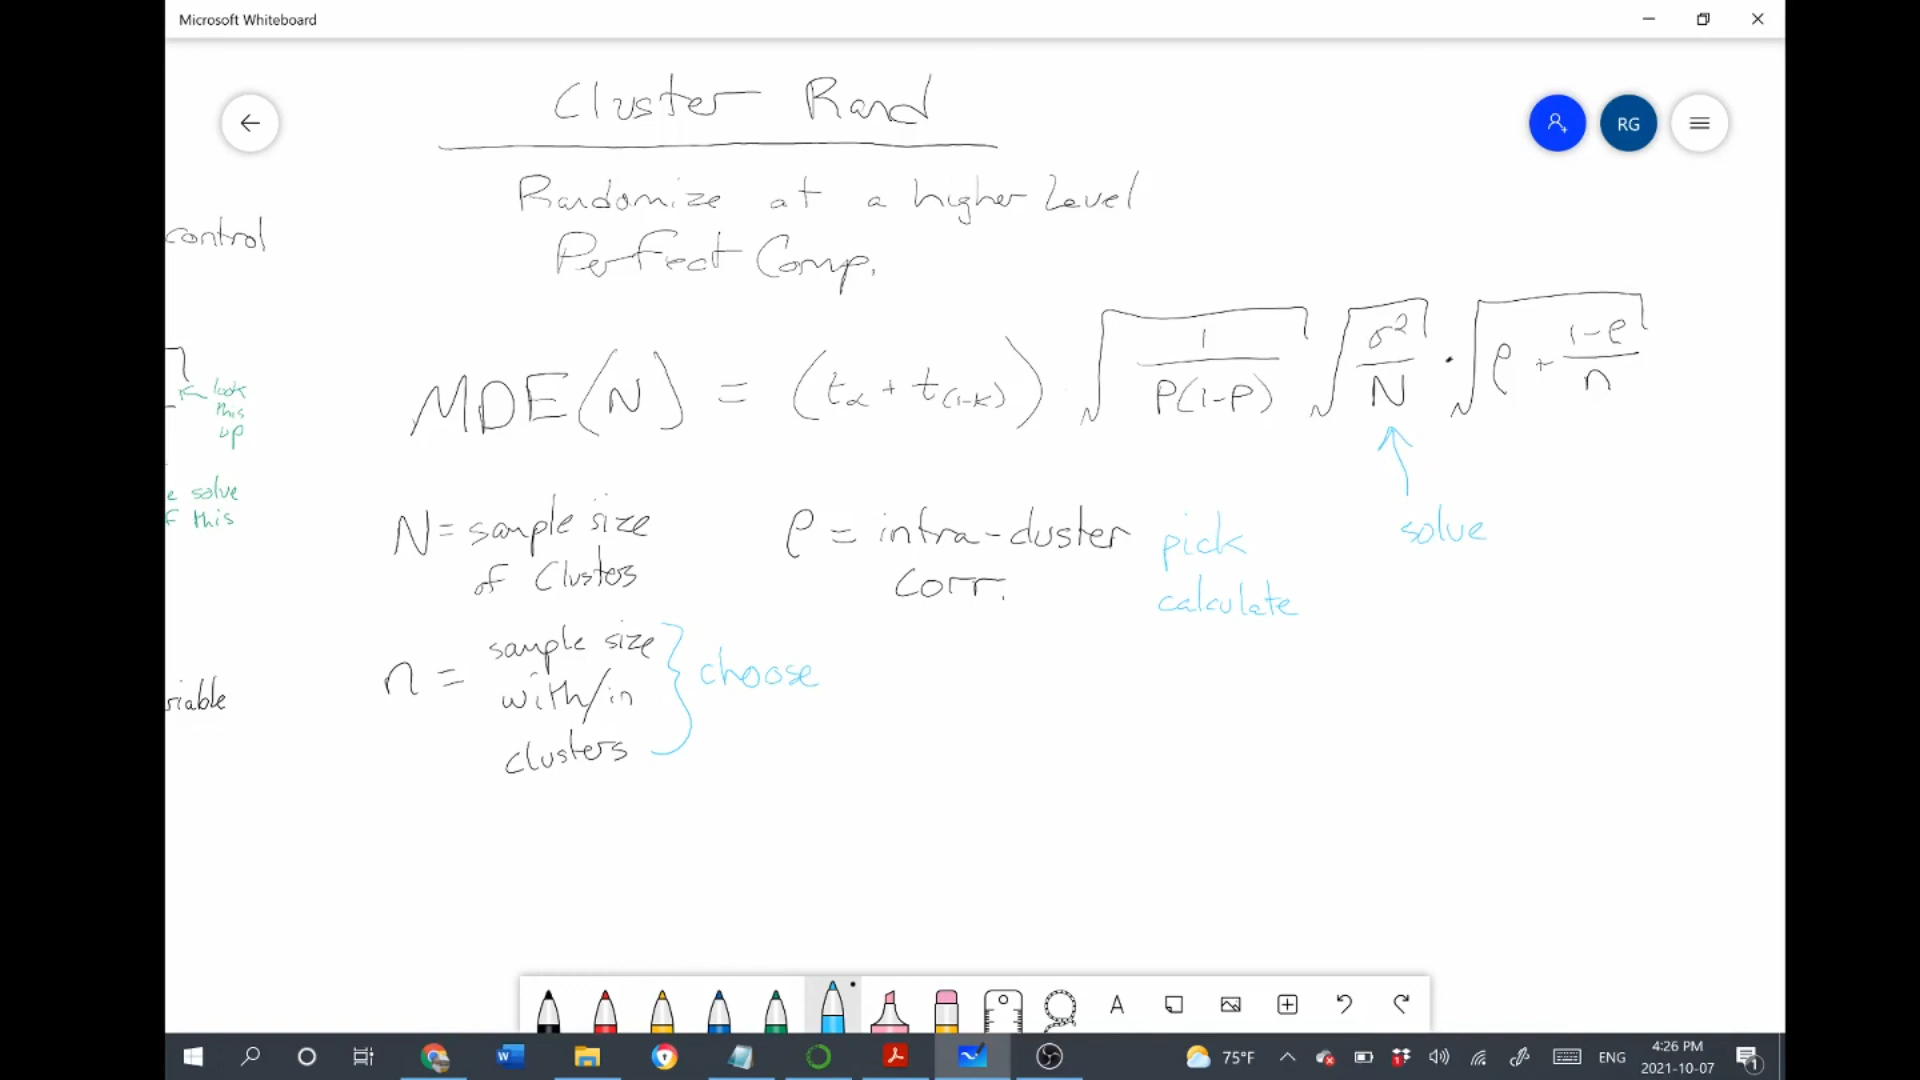 Microsoft Whiteboard
Cluster Rand
RG
Randomize at a higher Level
control
Perfect Comp.
MDE(N) = (tα + t(1-k)) √(1/P(1-P)) √(σ²/N) · √(ρ + (1-ρ)/n)
look
this
up
solve
this
solve
N = sample size
of Clusters
ρ = intra-cluster
corr.
pick
calculate
n = sample size
with/in
clusters
choose
riable
A
75°F
ENG
4:26 PM
2021-10-07
1